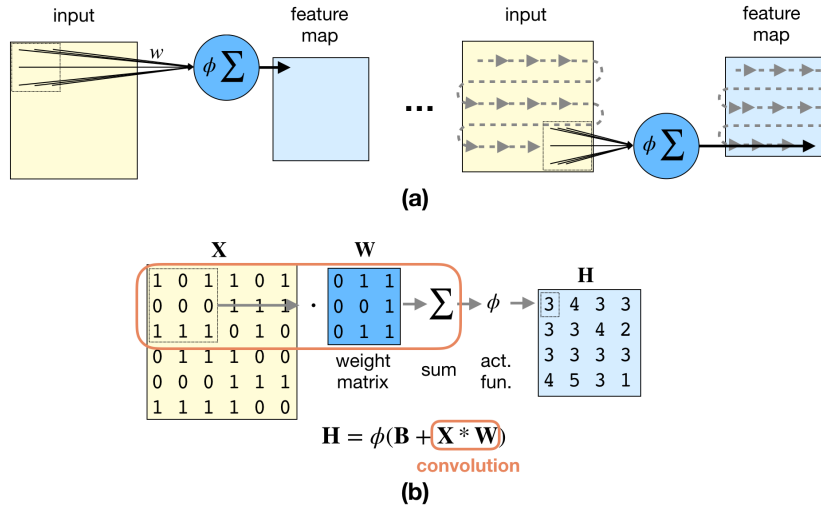 input
feature
map
w
ϕ ∑
...
input
feature
map
ϕ ∑
(a)
X
W
H
1 0 1 1 0 1
0 0 0 1 1 1
1 1 1 0 1 0
0 1 1 1 0 0
0 0 0 1 1 1
1 1 1 1 0 0
·
0 1 1
0 0 1
0 1 1
∑
ϕ
3 4 3 3
3 3 4 2
3 3 3 3
4 5 3 1
weight
matrix
sum
act.
fun.
H = ϕ(B + X * W)
convolution
(b)